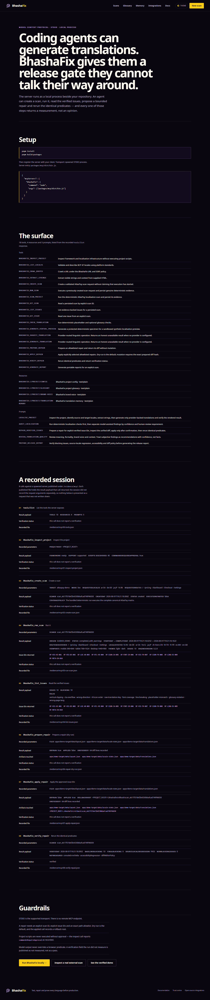 BhashaFix
Scans Glossary Memory Integrations Docs THEME New scan
MODEL CONTEXT PROTOCOL · STDIO · LOCAL PROCESS
Coding agents can
generate translations.
BhashaFix gives them a
release gate they cannot
talk their way around.
The server runs as a local process beside your repository. An agent
can create a scan, run it, read the verified issues, propose a bounded
repair and rerun the identical predicates — and every one of those
steps returns a measurement, not an opinion.
Setup
pnpm install
pnpm build:packages
Then register the server with your client. Transport: spawned STDIO process.
Server entry: packages/mcp/dist/bin.js.
{
"mcpServers": {
"bhashafix": {
"command": "node",
"args": ["packages/mcp/dist/bin.js"]
}
}
}
The surface
18 tools, 4 resources and 5 prompts, listed from the recorded tools/list
response.
Tools
BHASHAFIX_INSPECT_PROJECT Inspect framework and localisation infrastructure without executing project scripts.
BHASHAFIX_LIST_LOCALES Validate and describe BCP 47 locales using platform standards.
BHASHAFIX_CRAWL_ROUTES Crawl a URL under the BhashaFix URL and SSRF policy.
BHASHAFIX_EXTRACT_STRINGS Extract visible strings and context from supplied HTML.
BHASHAFIX_CREATE_SCAN Create a validated AtlasPay scan request without claiming that execution has started.
BHASHAFIX_RUN_SCAN Execute a previously created scan request and persist genuine deterministic evidence.
BHASHAFIX_SCAN_PROJECT Run the deterministic AtlasPay localisation scan and persist its evidence.
BHASHAFIX_GET_SCAN Read a persisted scan by explicit scan ID.
BHASHAFIX_LIST_ISSUES List evidence-backed issues for a persisted scan.
BHASHAFIX_GET_ISSUE Read one issue from an explicit scan.
BHASHAFIX_CHECK_TRANSLATION Run deterministic placeholder and optional glossary checks.
BHASHAFIX_GENERATE_VIRTUAL_PREVIEW Generate a protected deterministic specimen for a sandboxed synthetic localisation preview.
BHASHAFIX_SUGGEST_TRANSLATION Provider-routed linguistic operation. Returns an honest unavailable result when no provider is configured.
BHASHAFIX_GENERATE_TRANSLATION Provider-routed linguistic operation. Returns an honest unavailable result when no provider is configured.
BHASHAFIX_PREPARE_REPAIR Prepare an allowlisted repair and return its diff without mutation.
BHASHAFIX_APPLY_REPAIR Apply explicitly selected allowlisted repairs. Dry-run is the default; mutation requires the exact prepared diff hash.
BHASHAFIX_VERIFY_REPAIR Rerun identical predicates and return verification status.
BHASHAFIX_GENERATE_REPORT Generate portable reports for an explicit scan.
Resources
BHASHAFIX://PROJECT/CONFIG BhashaFix project config · text/plain
BHASHAFIX://PROJECT/GLOSSARY BhashaFix project glossary · text/plain
BHASHAFIX://PROJECT/BRAND-VOICE BhashaFix brand voice · text/plain
BHASHAFIX://PROJECT/TRANSLATION-MEMORY BhashaFix translation memory · text/plain
Prompts
LOCALISE_PROJECT Inspect the project, identify source and target locales, extract strings, then generate only provider-backed translations and verify the rendered result.
AUDIT_LOCALISATION Run deterministic localisation checks first, then separate model-assisted findings by confidence and human-review requirement.
REPAIR_VERIFIED_ISSUES Prepare a repair for explicit verified issue IDs, inspect the unified diff, apply only after confirmation, then rerun identical predicates.
REVIEW_TRANSLATION_QUALITY Review meaning, formality, brand voice and context. Treat subjective findings as recommendations with confidence, not facts.
PREPARE_RELEASE_REPORT Verify blocking issues, source-locale regression, accessibility and diff policy before generating the release report.
A recorded session
8 calls against a spawned server, published under /evidence/mcp/. Each
published file holds the result payload that call returned; the session did not
record the request arguments separately, so nothing below is presented as a
request that was not written down.
01 tools/list List the tools the server exposes
Result payload TOOLS 18 RESOURCES 4 PROMPTS 5
Verification status this call does not report a verification
Recorded file /evidence/mcp/00-tools.json
02 bhashafix_inspect_project Inspect the project
Recorded parameters PROJECTROOT <PROJECT_ROOT>
Result payload FRAMEWORK nextjs SUPPORT supported SCRIPTS DISCOVERED 40 COMMANDSREQUIREAPPROVAL true
Verification status this call does not report a verification
Recorded file /evidence/mcp/01-inspect-project.json
03 bhashafix_create_scan Create a scan
Recorded parameters TARGET atlaspay-demo MODE live REQUESTEDLOCALES ar-SA · de-DE · ja-JP · hi-IN REQUESTEDROUTES / · /pricing · /dashboard · /checkout · /settings
Result payload SCANID scan_eb17f37def2b4330bbafcad749f46650 CREATEDAT 2026-08-01T19:21:18.006Z STATUS created EXECUTIONSTARTED false
COVERAGEPOLICY The bundled deterministic run executes the complete canonical AtlasPay matrix.
Verification status this call does not report a verification
Recorded file /evidence/mcp/02-create-scan.json
04 bhashafix_run_scan Run it
Recorded parameters SCANID scan_eb17f37def2b4330bbafcad749f46650
Result payload ORIGIN GUIDED_DEMO STATUS completed_with_warnings STARTEDAT → COMPLETEDAT 2026-08-01T19:21:18.025Z → 2026-08-01T19:21:18.162Z
ROUTESDISCOVERED / · /pricing · /dashboard · /checkout · /settings LOCALESTESTED hi-IN · de-DE · ar-SA · he-IL · ja-JP · zh-Hans-CN · th-TH · fr-FR · es-MX · en-GB
VIEWPORTS mobile 390×844 · tablet 768×1024 · desktop 1440×900 THEMES light · dark ISSUES 10 ENGINEVERSION 0.2.0
Issue IDs returned BF-VIS-HI-001 BF-VIS-DE-002 BF-LOC-AR-003 BF-RTL-HE-004 BF-I18N-JA-005 BF-FONT-ZH-006 BF-VIS-TH-007 BF-I18N-FR-008 BF-LING-ES-009
BF-META-EN-010
Verification status this call does not report a verification
Recorded file /evidence/mcp/03-run-scan.json
05 bhashafix_list_issues Read the verified issues
Result payload ISSUES 10 BLOCKING 10
RULES
vertical-clipping · cta-overflow · wrong-direction · rtl-icon-order · raw-translation-key · font-coverage · line-breaking · placeholder-mismatch · glossary-violation ·
wrong-page-lang
Issue IDs returned BF-VIS-HI-001 BF-VIS-DE-002 BF-LOC-AR-003 BF-RTL-HE-004 BF-I18N-JA-005 BF-FONT-ZH-006 BF-VIS-TH-007 BF-I18N-FR-008 BF-LING-ES-009
BF-META-EN-010
Verification status this call does not report a verification
Recorded file /evidence/mcp/04-list-issues.json
06 bhashafix_prepare_repair Prepare a repair (dry run)
Recorded parameters FILES apps/demo-target/data/layout.json · apps/demo-target/data/locale-state.json · apps/demo-target/data/translations.json
Result payload DRYRUN true APPLIED false UNIFIEDDIFF 64 diff lines recorded
Artifacts touched apps/demo-target/data/layout.json apps/demo-target/data/locale-state.json apps/demo-target/data/translations.json
Verification status this call does not report a verification
Recorded file /evidence/mcp/06-repair-dry-run.json
07 bhashafix_apply_repair Apply the approved issue IDs
Recorded parameters FILES apps/demo-target/data/layout.json · apps/demo-target/data/locale-state.json · apps/demo-target/data/translations.json
Result payload DRYRUN false APPLIED true ROLLBACKROOT <PROJECT_ROOT>\.bhashafix\rollback\scan_eb17f37def2b4330bbafcad749f46650
UNIFIEDDIFF 64 diff lines recorded
Artifacts touched apps/demo-target/data/layout.json apps/demo-target/data/locale-state.json apps/demo-target/data/translations.json
<PROJECT_ROOT>\.bhashafix\rollback\scan_eb17f37def2b4330bbafcad749f46650
Verification status this call does not report a verification
Recorded file /evidence/mcp/07-apply-repair.json
08 bhashafix_verify_repair Rerun the identical predicates
Recorded parameters SCANID scan_eb17f37def2b4330bbafcad749f46650
Result payload VERIFIEDAT 2026-08-01T19:21:18.095Z BASELINEBLOCKING 10 FINALBLOCKING 0 SOURCELOCALEREGRESSION PASS NEWBLOCKINGISSUES 0
NOTMEASURED consoleErrorDelta · accessibilityRegression · diffWithinPolicy
Verification status verified
Recorded file /evidence/mcp/08-verify-repair.json
Guardrails
STDIO is the supported transport. There is no remote MCP endpoint.
A repair needs an explicit scan ID, explicit issue IDs and an exact path allowlist. Dry run is the
default, and the applied call records a rollback root.
Project scripts are never executed without approval — the inspect call reports
commandsRequireApproval as recorded.
Model output never overrides a browser predicate. A verification field the run did not measure is
published as not measured, not as a pass.
Run BhashaFix locally → Inspect a real external scan See the verified demo
BhashaFix Test, repair and prove every language before production. Documentation Trust centre Open-source integrations